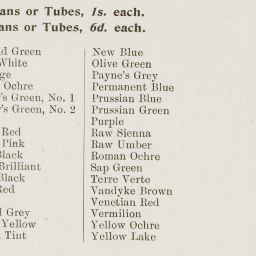 ans or Tubes, 1s. each.
ans or Tubes, 6d. each.
d Green
White
ge
Ochre
's Green, No. 1
's Green, No. 2
Red
Pink
Black
Brilliant
Black
Red
l Grey
Yellow
Tint
New Blue
Olive Green
Payne's Grey
Permanent Blue
Prussian Blue
Prussian Green
Purple
Raw Sienna
Raw Umber
Roman Ochre
Sap Green
Terre Verte
Vandyke Brown
Venetian Red
Vermilion
Yellow Ochre
Yellow Lake